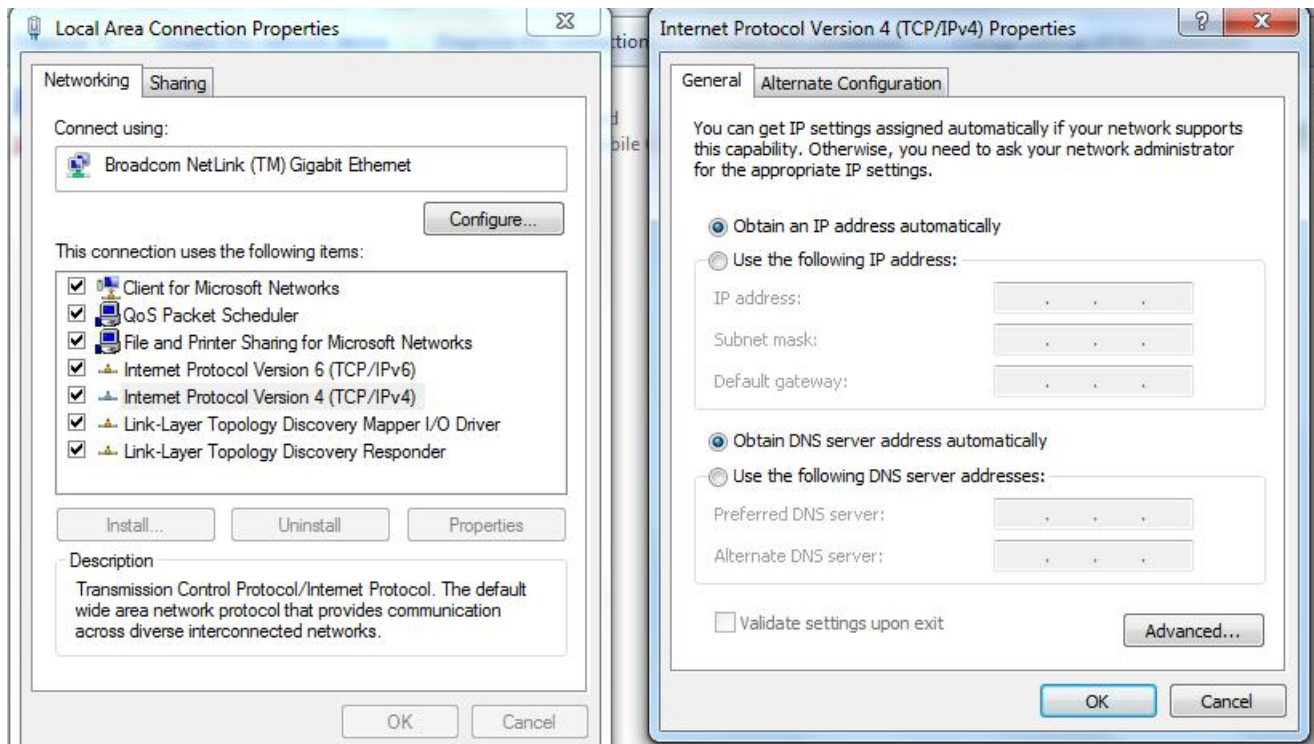 Local Area Connection Properties
Networking
Sharing
Connect using:
Broadcom NetLink (TM) Gigabit Ethernet
Configure...
This connection uses the following items:
Client for Microsoft Networks
QoS Packet Scheduler
File and Printer Sharing for Microsoft Networks
Internet Protocol Version 6 (TCP/IPv6)
Internet Protocol Version 4 (TCP/IPv4)
Link-Layer Topology Discovery Mapper I/O Driver
Link-Layer Topology Discovery Responder
Install...
Uninstall
Properties
Description
Transmission Control Protocol/Internet Protocol. The default
wide area network protocol that provides communication
across diverse interconnected networks.
OK
Cancel
Internet Protocol Version 4 (TCP/IPv4) Properties
General
Alternate Configuration
You can get IP settings assigned automatically if your network supports
this capability. Otherwise, you need to ask your network administrator
for the appropriate IP settings.
Obtain an IP address automatically
Use the following IP address:
IP address:
Subnet mask:
Default gateway:
Obtain DNS server address automatically
Use the following DNS server addresses:
Preferred DNS server:
Alternate DNS server:
Validate settings upon exit
Advanced...
OK
Cancel